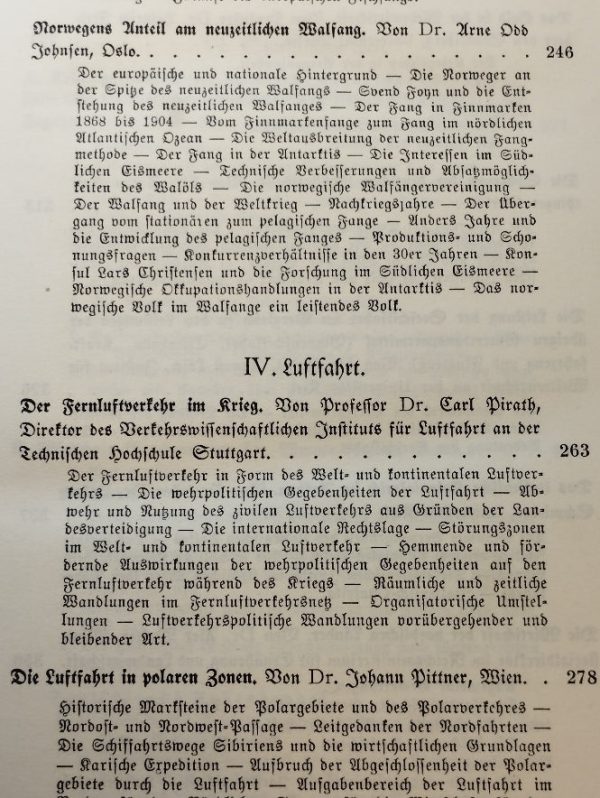 Norwegens Anteil am neuzeitlichen Walfang. Von Dr. Arne Odd
Johnsen, Oslo. . . . . . . . . . . . . . . . . . 246
Der europäische und nationale Hintergrund — Die Norweger an
der Spitze des neuzeitlichen Walfangs — Svend Foyn und die Ent-
stehung des neuzeitlichen Walfanges — Der Fang in Finnmarken
1868 bis 1904 — Vom Finnmarkenfange zum Fang im nördlichen
Atlantischen Ozean — Die Weltausbreitung der neuzeitlichen Fang-
methode — Der Fang in der Antarktis — Die Interessen im Süd-
lichen Eismeere — Technische Verbesserungen und Absatzmöglich-
keiten des Walöls — Die norwegische Walfängervereinigung —
Der Walfang und der Weltkrieg — Nachkriegsjahre — Der Über-
gang vom stationären zum pelagischen Fange — Anders Jahre und
die Entwicklung des pelagischen Fanges — Produktions- und Scho-
nungsfragen — Konkurrenzverhältnisse in den 30er Jahren — Kon-
sul Lars Christensen und die Forschung im Südlichen Eismeere —
Norwegische Okkupationshandlungen in der Antarktis — Das nor-
wegische Volk im Walfange ein leistendes Volk.
IV. Luftfahrt.
Der Fernluftverkehr im Krieg. Von Professor Dr. Carl Pirath,
Direktor des Verkehrswissenschaftlichen Instituts für Luftfahrt an der
Technischen Hochschule Stuttgart. . . . . . . . . . . . 263
Der Fernluftverkehr in Form des Welt- und kontinentalen Luftver-
kehrs — Die wehrpolitischen Gegebenheiten der Luftfahrt — Ab-
wehr und Nutzung des zivilen Luftverkehrs aus Gründen der Lan-
desverteidigung — Die internationale Rechtslage — Störungszonen
im Welt- und kontinentalen Luftverkehr — Hemmende und för-
dernde Auswirkungen der wehrpolitischen Gegebenheiten auf den
Fernluftverkehr während des Kriegs — Räumliche und zeitliche
Wandlungen im Fernluftverkehrsnetz — Organisatorische Umstel-
lungen — Luftverkehrspolitische Wandlungen vorübergehender und
bleibender Art.
Die Luftfahrt in polaren Zonen. Von Dr. Johann Pittner, Wien. . 278
Historische Marksteine der Polargebiete und des Polarverkehres —
Nordost- und Nordwest-Passage — Leitgedanken der Nordfahrten —
Die Schiffahrtswege Sibiriens und die wirtschaftlichen Grundlagen
— Karische Expedition — Aufbruch der Abgeschlossenheit der Polar-
gebiete durch die Luftfahrt — Aufgabenbereich der Luftfahrt im